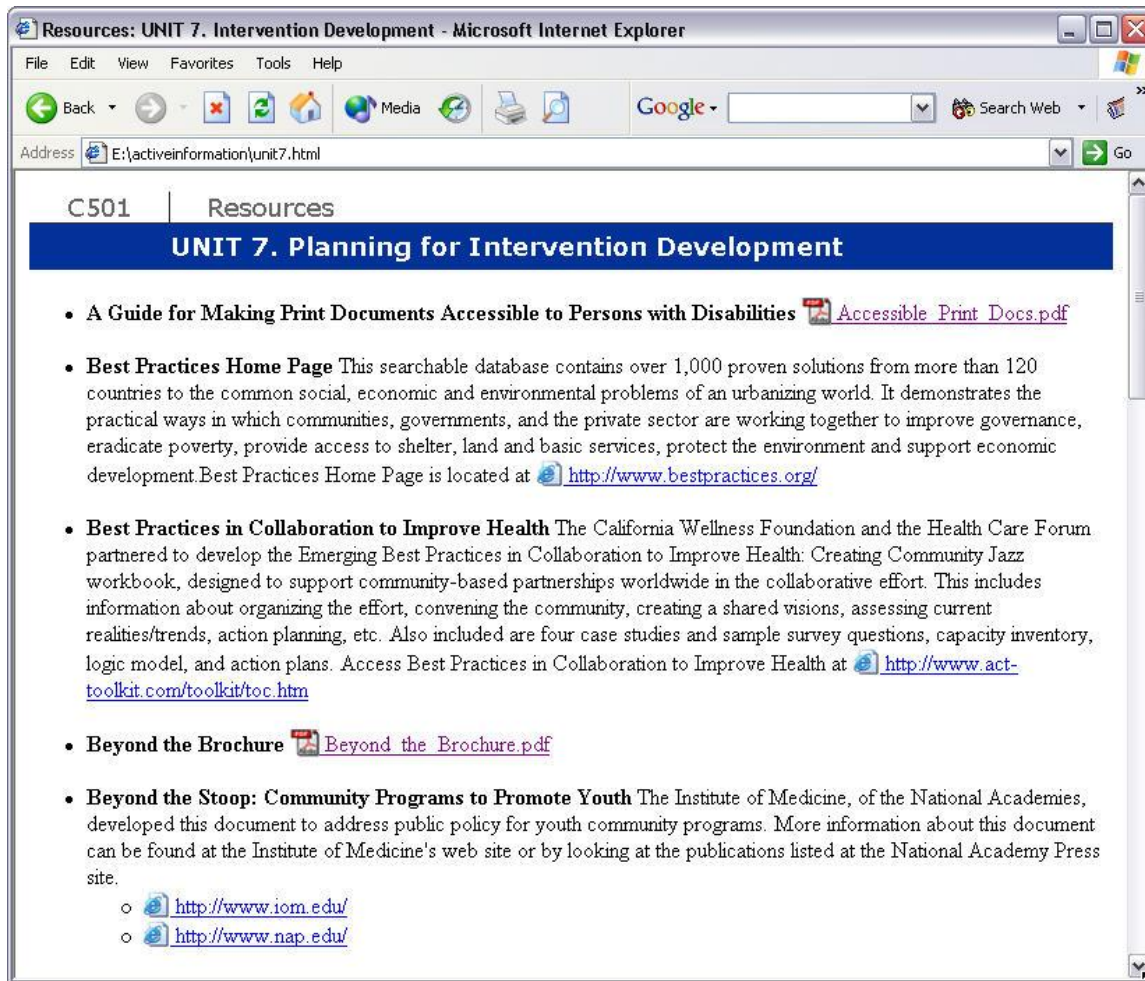 Resources: UNIT 7. Intervention Development - Microsoft Internet Explorer
File Edit View Favorites Tools Help
Back Media Google Search Web »
Address E:\activeinformation\unit7.html Go
C501 Resources
UNIT 7. Planning for Intervention Development
• A Guide for Making Print Documents Accessible to Persons with Disabilities Accessible_Print_Docs.pdf
• Best Practices Home Page This searchable database contains over 1,000 proven solutions from more than 120
countries to the common social, economic and environmental problems of an urbanizing world. It demonstrates the
practical ways in which communities, governments, and the private sector are working together to improve governance,
eradicate poverty, provide access to shelter, land and basic services, protect the environment and support economic
development.Best Practices Home Page is located at http://www.bestpractices.org/
• Best Practices in Collaboration to Improve Health The California Wellness Foundation and the Health Care Forum
partnered to develop the Emerging Best Practices in Collaboration to Improve Health: Creating Community Jazz
workbook, designed to support community-based partnerships worldwide in the collaborative effort. This includes
information about organizing the effort, convening the community, creating a shared visions, assessing current
realities/trends, action planning, etc. Also included are four case studies and sample survey questions, capacity inventory,
logic model, and action plans. Access Best Practices in Collaboration to Improve Health at http://www.act-
toolkit.com/toolkit/toc.htm
• Beyond the Brochure Beyond_the_Brochure.pdf
• Beyond the Stoop: Community Programs to Promote Youth The Institute of Medicine, of the National Academies,
developed this document to address public policy for youth community programs. More information about this document
can be found at the Institute of Medicine's web site or by looking at the publications listed at the National Academy Press
site.
http://www.iom.edu/
http://www.nap.edu/